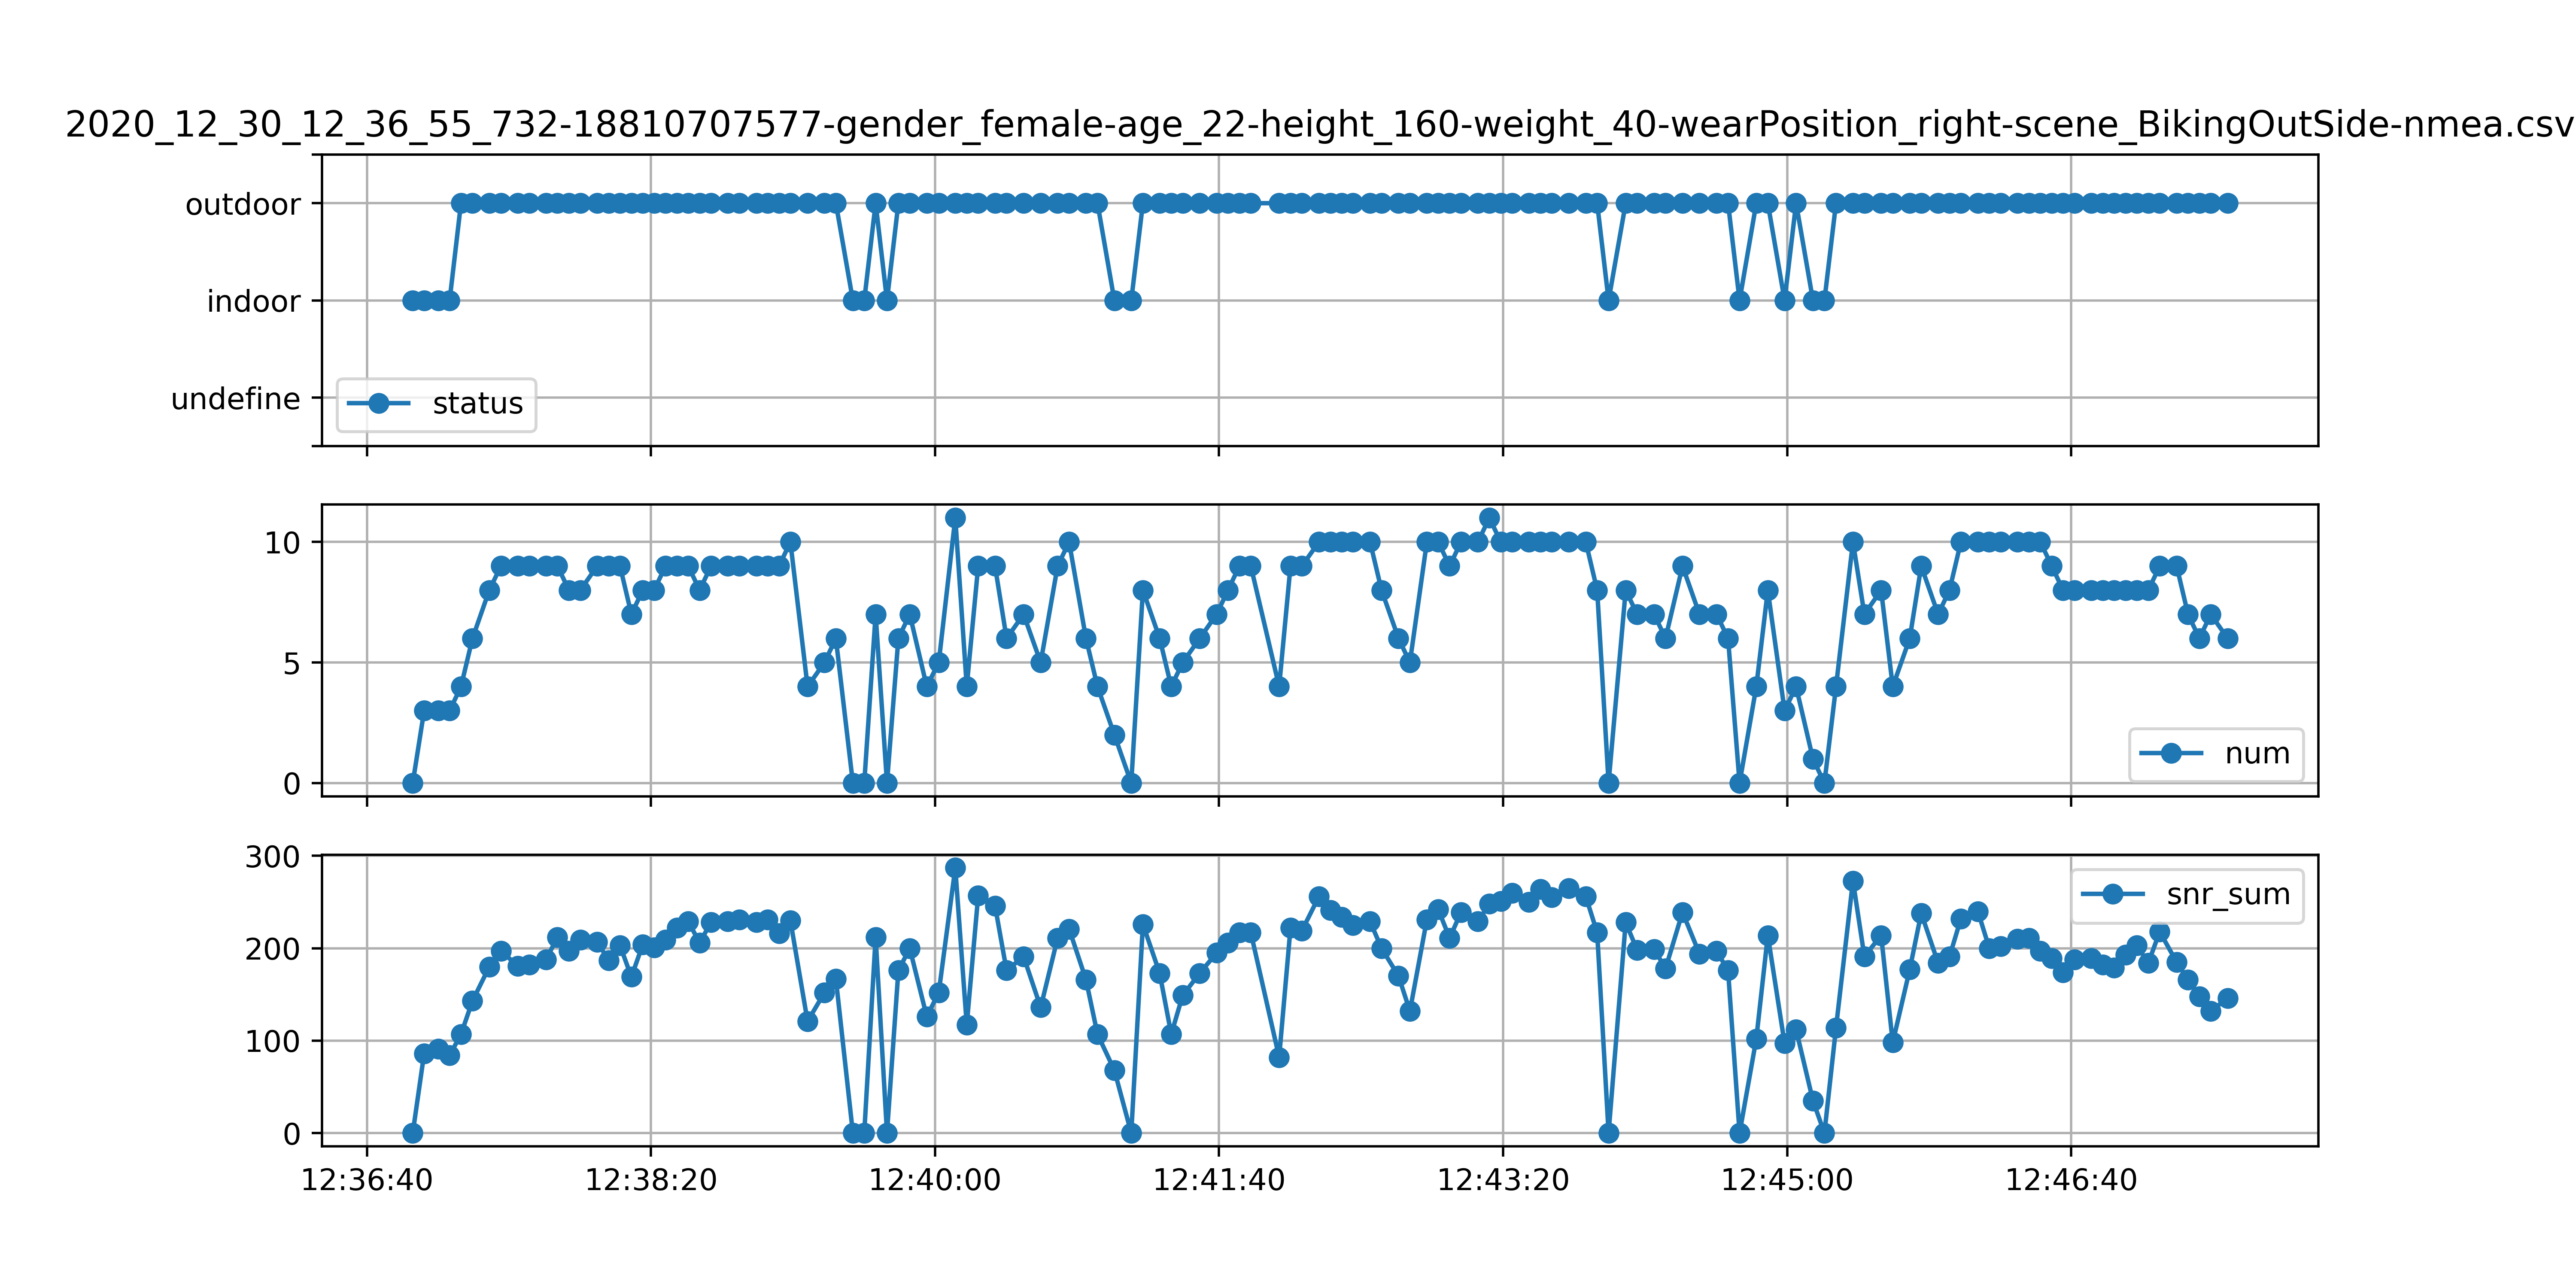 2020_12_30_12_36_55_732-18810707577-gender_female-age_22-height_160-weight_40-wearPosition_right-scene_BikingOutSide-nmea.csv
outdoor
indoor
undefine
status
10
5
0
num
300
200
100
0
snr_sum
12:36:40 12:38:20 12:40:00 12:41:40 12:43:20 12:45:00 12:46:40